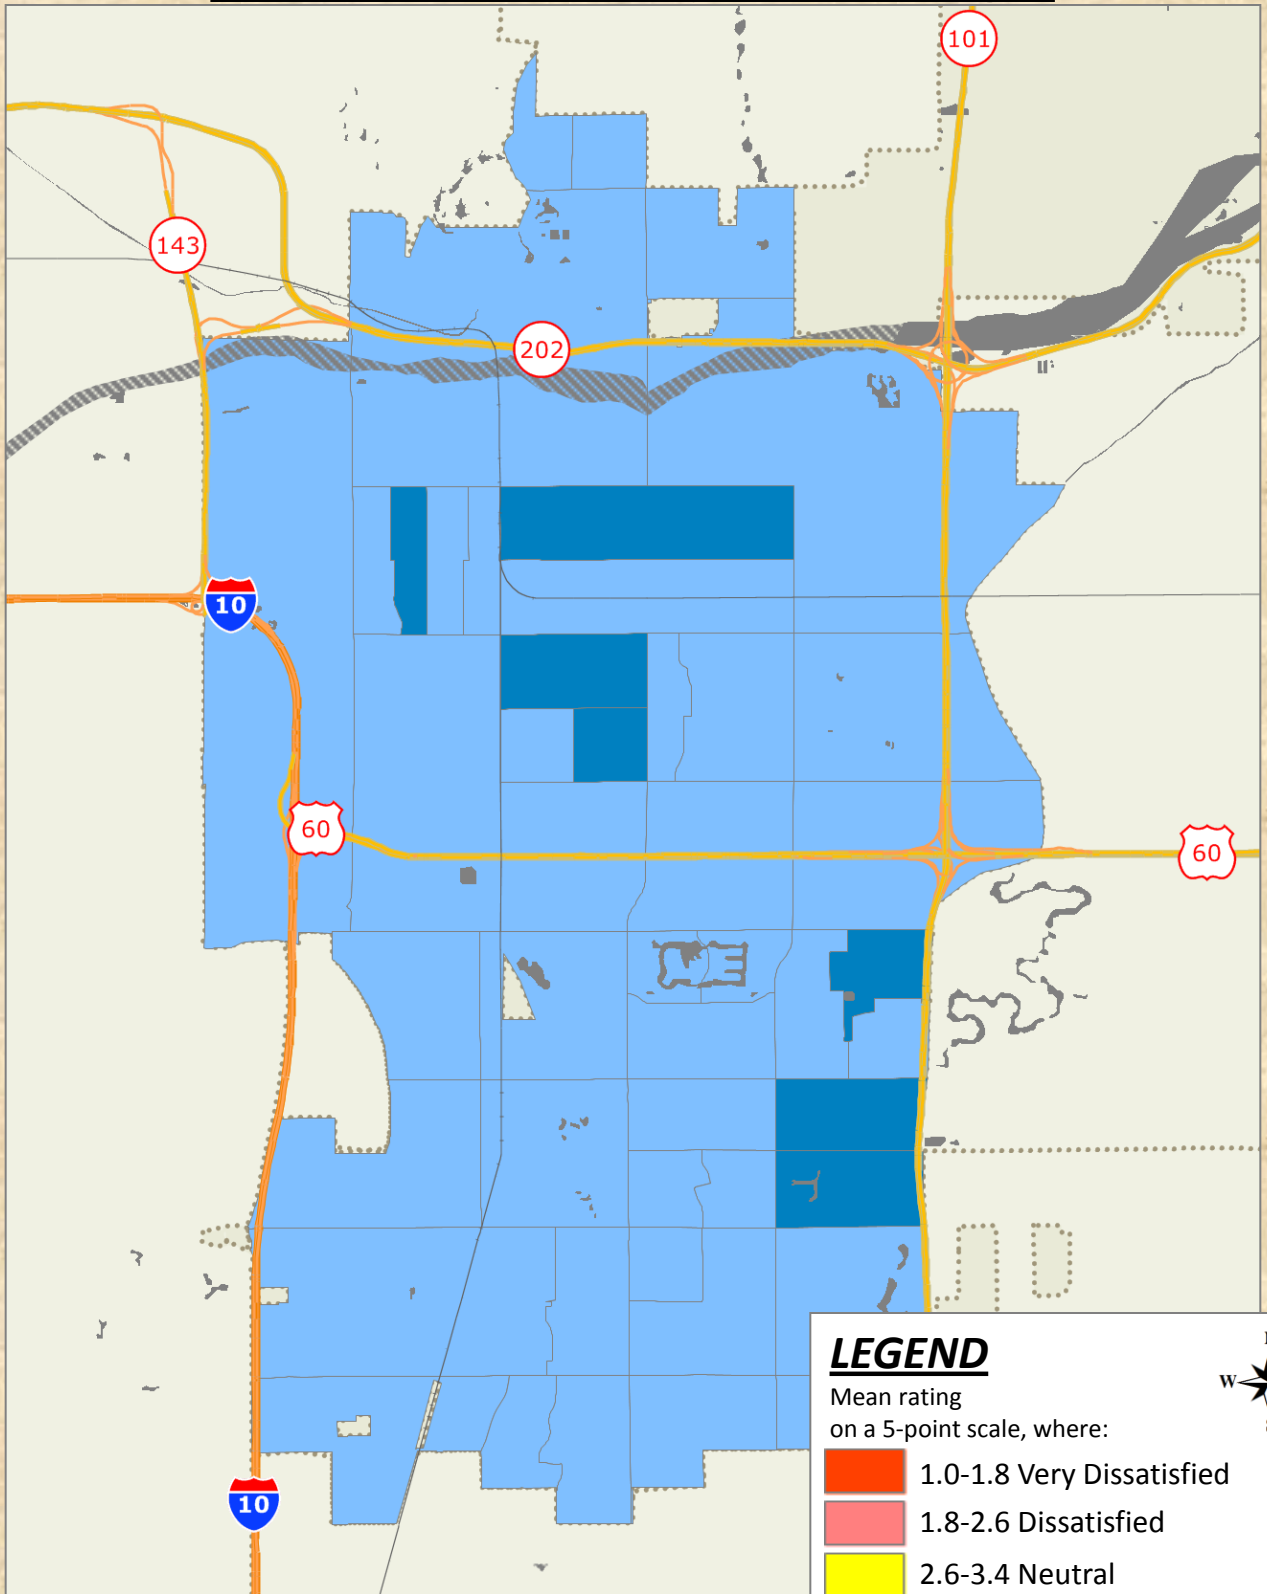 101
143
202
10
60
60
LEGEND
W
Mean rating
on a 5-point scale, where:
1.0-1.8 Very Dissatisfied
1.8-2.6 Dissatisfied
2.6-3.4 Neutral
10